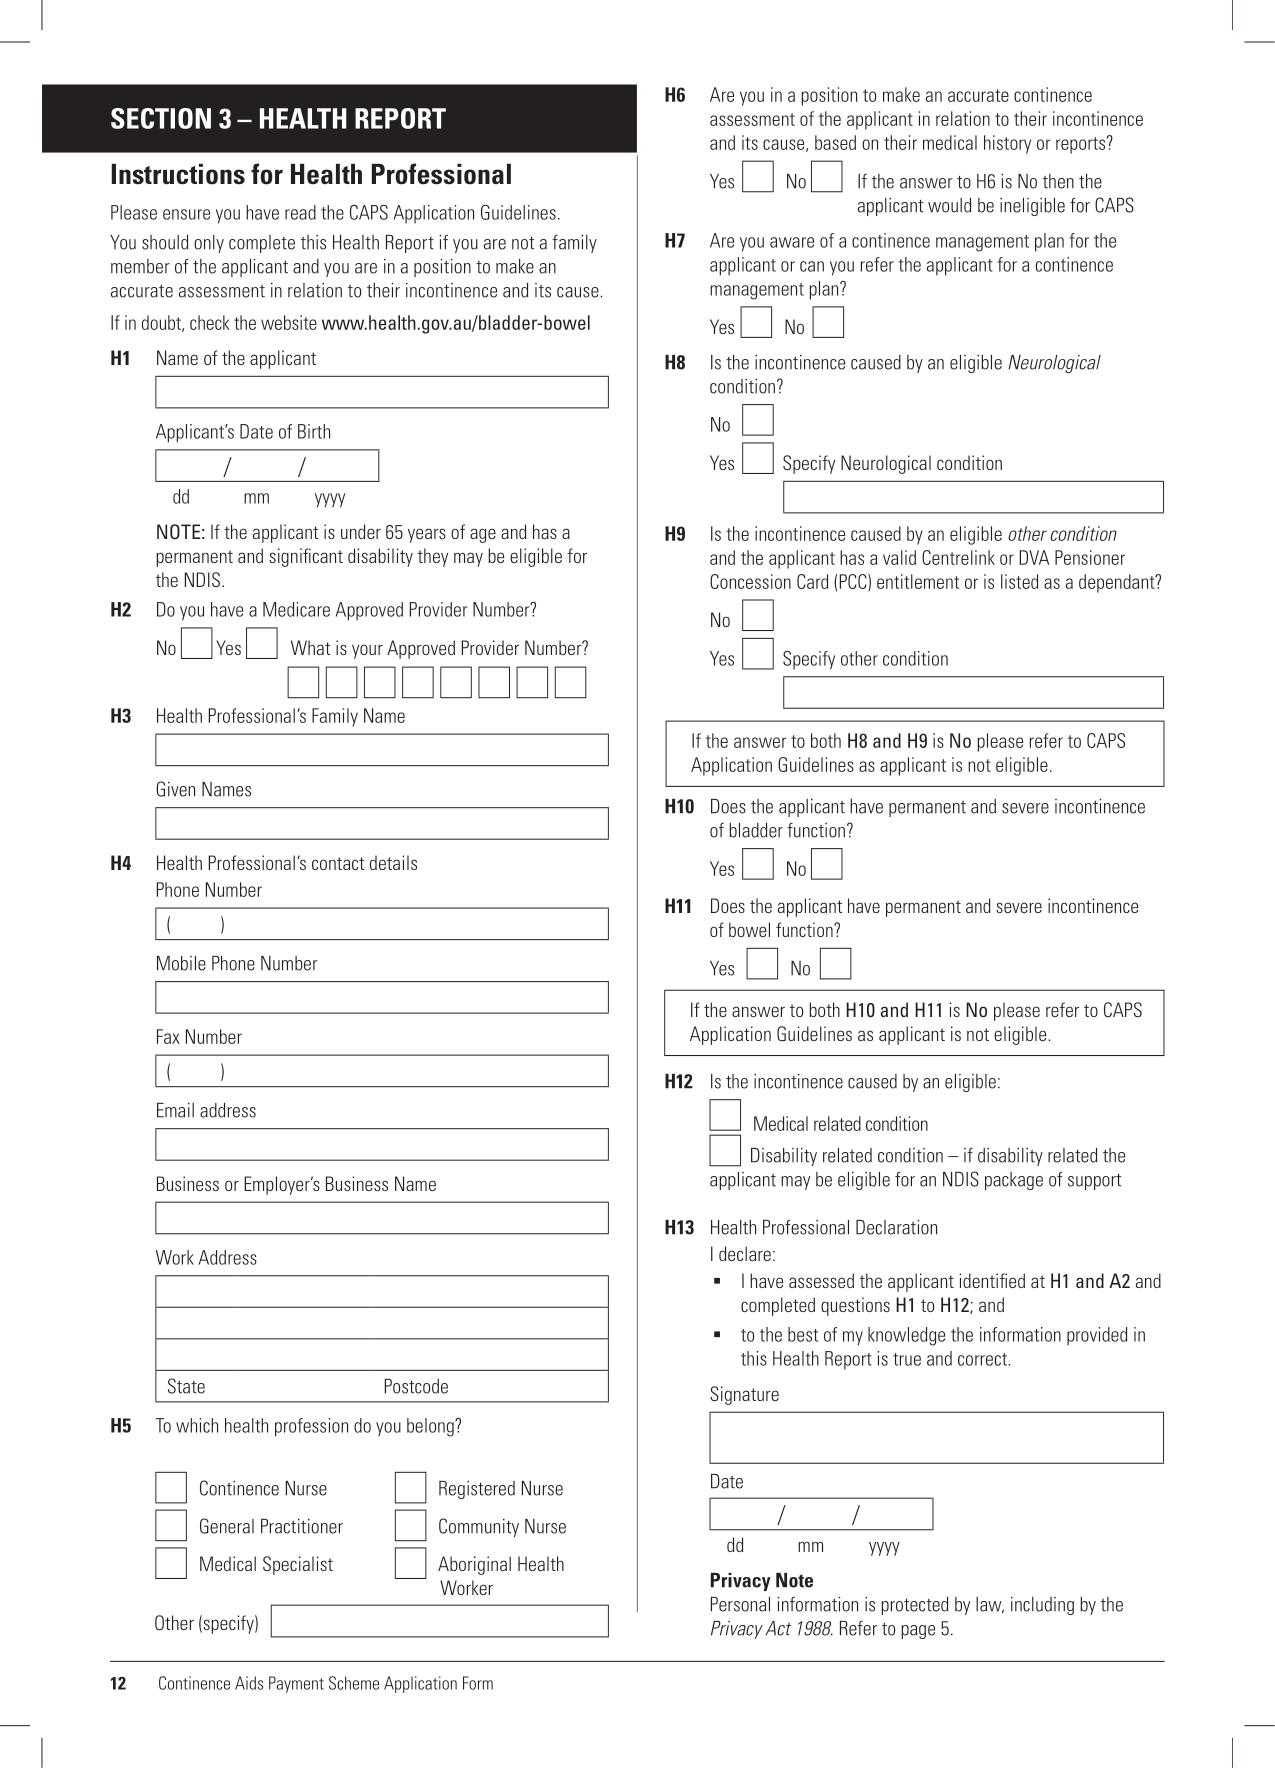 SECTION 3 – HEALTH REPORT
Instructions for Health Professional
Please ensure you have read the CAPS Application Guidelines.
You should only complete this Health Report if you are not a family
member of the applicant and you are in a position to make an
accurate assessment in relation to their incontinence and its cause.
If in doubt, check the website www.health.gov.au/bladder-bowel
H1 Name of the applicant
Applicant's Date of Birth
/ /
dd mm yyyy
NOTE: If the applicant is under 65 years of age and has a
permanent and significant disability they may be eligible for
the NDIS.
H2 Do you have a Medicare Approved Provider Number?
No Yes What is your Approved Provider Number?
H3 Health Professional's Family Name
Given Names
H4 Health Professional's contact details
Phone Number
( )
Mobile Phone Number
Fax Number
( )
Email address
Business or Employer's Business Name
Work Address
State Postcode
H5 To which health profession do you belong?
Continence Nurse Registered Nurse
General Practitioner Community Nurse
Medical Specialist Aboriginal Health
Worker
Other (specify)
H6 Are you in a position to make an accurate continence
assessment of the applicant in relation to their incontinence
and its cause, based on their medical history or reports?
Yes No If the answer to H6 is No then the
applicant would be ineligible for CAPS
H7 Are you aware of a continence management plan for the
applicant or can you refer the applicant for a continence
management plan?
Yes No
H8 Is the incontinence caused by an eligible Neurological
condition?
No
Yes Specify Neurological condition
H9 Is the incontinence caused by an eligible other condition
and the applicant has a valid Centrelink or DVA Pensioner
Concession Card (PCC) entitlement or is listed as a dependant?
No
Yes Specify other condition
If the answer to both H8 and H9 is No please refer to CAPS
Application Guidelines as applicant is not eligible.
H10 Does the applicant have permanent and severe incontinence
of bladder function?
Yes No
H11 Does the applicant have permanent and severe incontinence
of bowel function?
Yes No
If the answer to both H10 and H11 is No please refer to CAPS
Application Guidelines as applicant is not eligible.
H12 Is the incontinence caused by an eligible:
Medical related condition
Disability related condition – if disability related the
applicant may be eligible for an NDIS package of support
H13 Health Professional Declaration
I declare:
▪ I have assessed the applicant identified at H1 and A2 and
completed questions H1 to H12; and
▪ to the best of my knowledge the information provided in
this Health Report is true and correct.
Signature
Date
/ /
dd mm yyyy
Privacy Note
Personal information is protected by law, including by the
Privacy Act 1988. Refer to page 5.
12 Continence Aids Payment Scheme Application Form